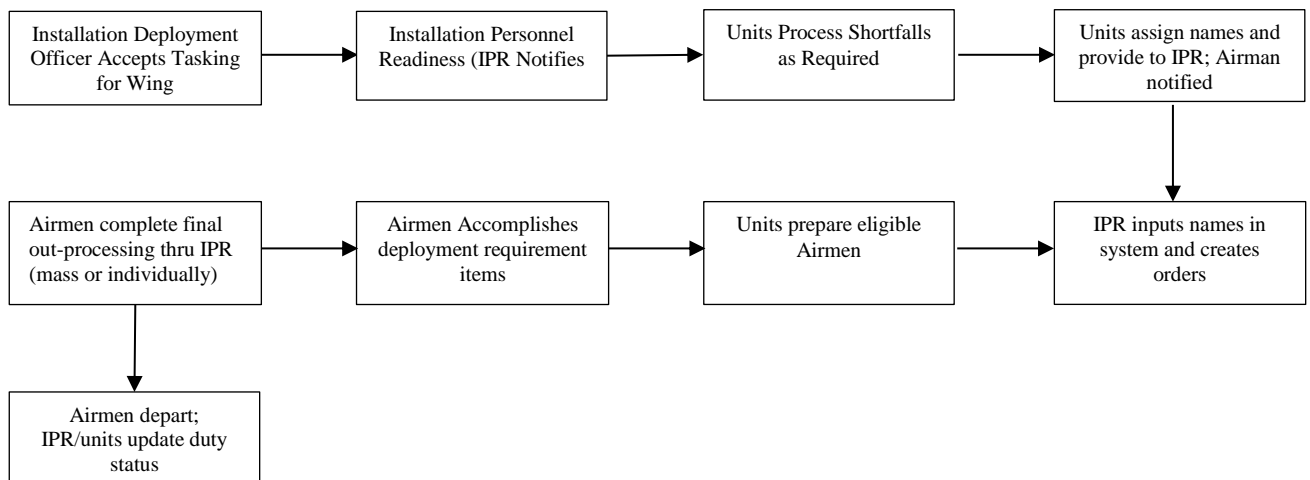 Installation Deployment
Officer Accepts Tasking
for Wing
Installation Personnel
Readiness (IPR Notifies
Units Process Shortfalls
as Required
Units assign names and
provide to IPR; Airman
notified
Airmen complete final
out-processing thru IPR
(mass or individually)
Airmen Accomplishes
deployment requirement
items
Units prepare eligible
Airmen
IPR inputs names in
system and creates
orders
Airmen depart;
IPR/units update duty
status